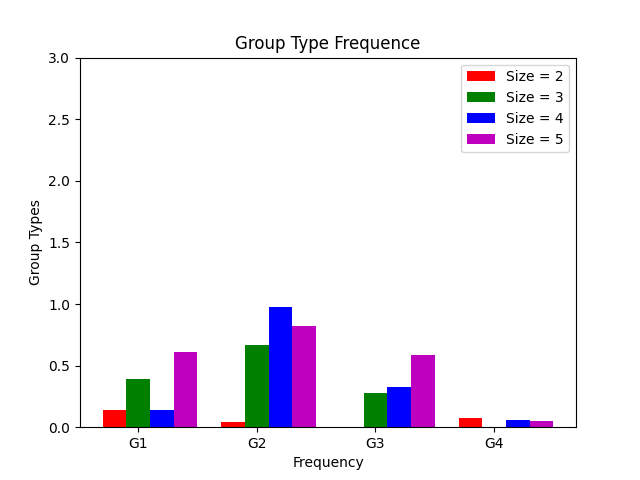 Group Type Frequence
3.0
2.5
2.0
1.5
1.0
0.5
0.0
Group Types
Size = 2
Size = 3
Size = 4
Size = 5
G1 G2 G3 G4
Frequency